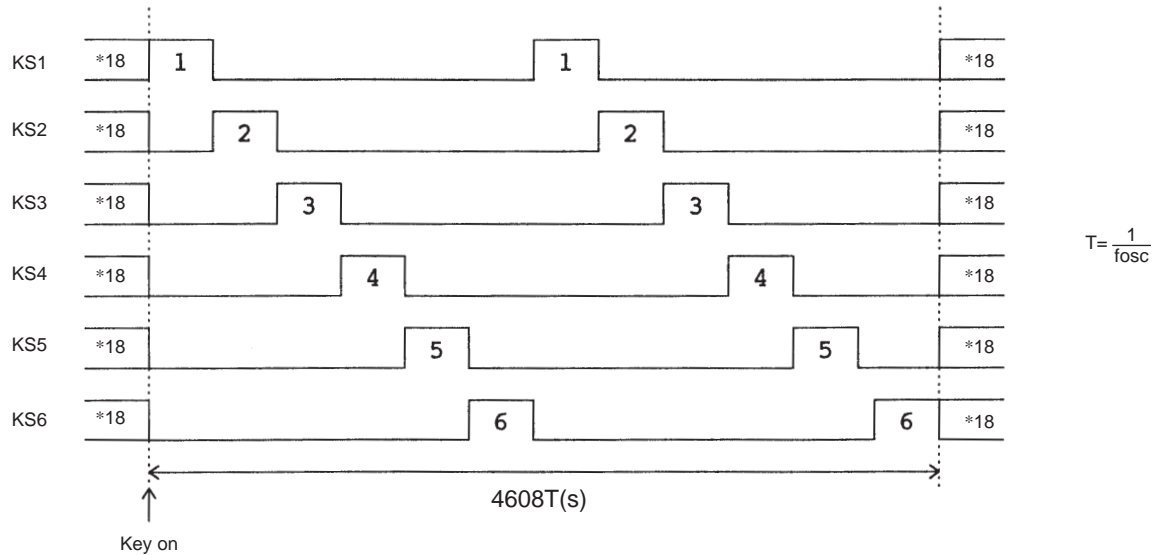 KS1 *18 1 1 *18
KS2 *18 2 2 *18
KS3 *18 3 3 *18
T= 1/fosc
KS4 *18 4 4 *18
KS5 *18 5 5 *18
KS6 *18 6 6 *18
4608T(s)
Key on